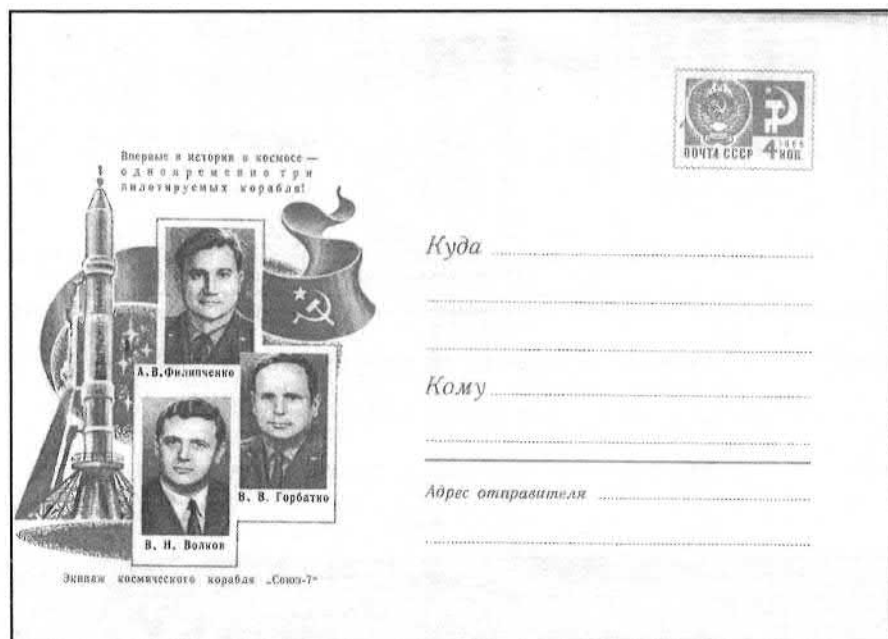 Впервые в истории в космосе —
одновременно три
пилотируемых корабля!
А.В.Филипченко
В. В. Горбатко
В. Н. Волков
Экипаж космического корабля „Союз-7“
ПОЧТА СССР 4 КОП. 1966
Куда
Кому
Адрес отправителя